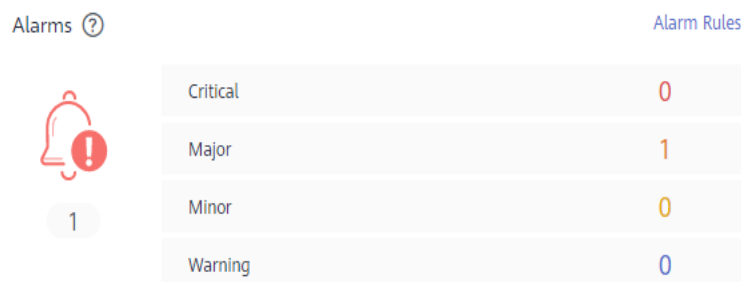 Alarms ?
Alarm Rules
Critical 0
Major 1
Minor 0
Warning 0
!
1